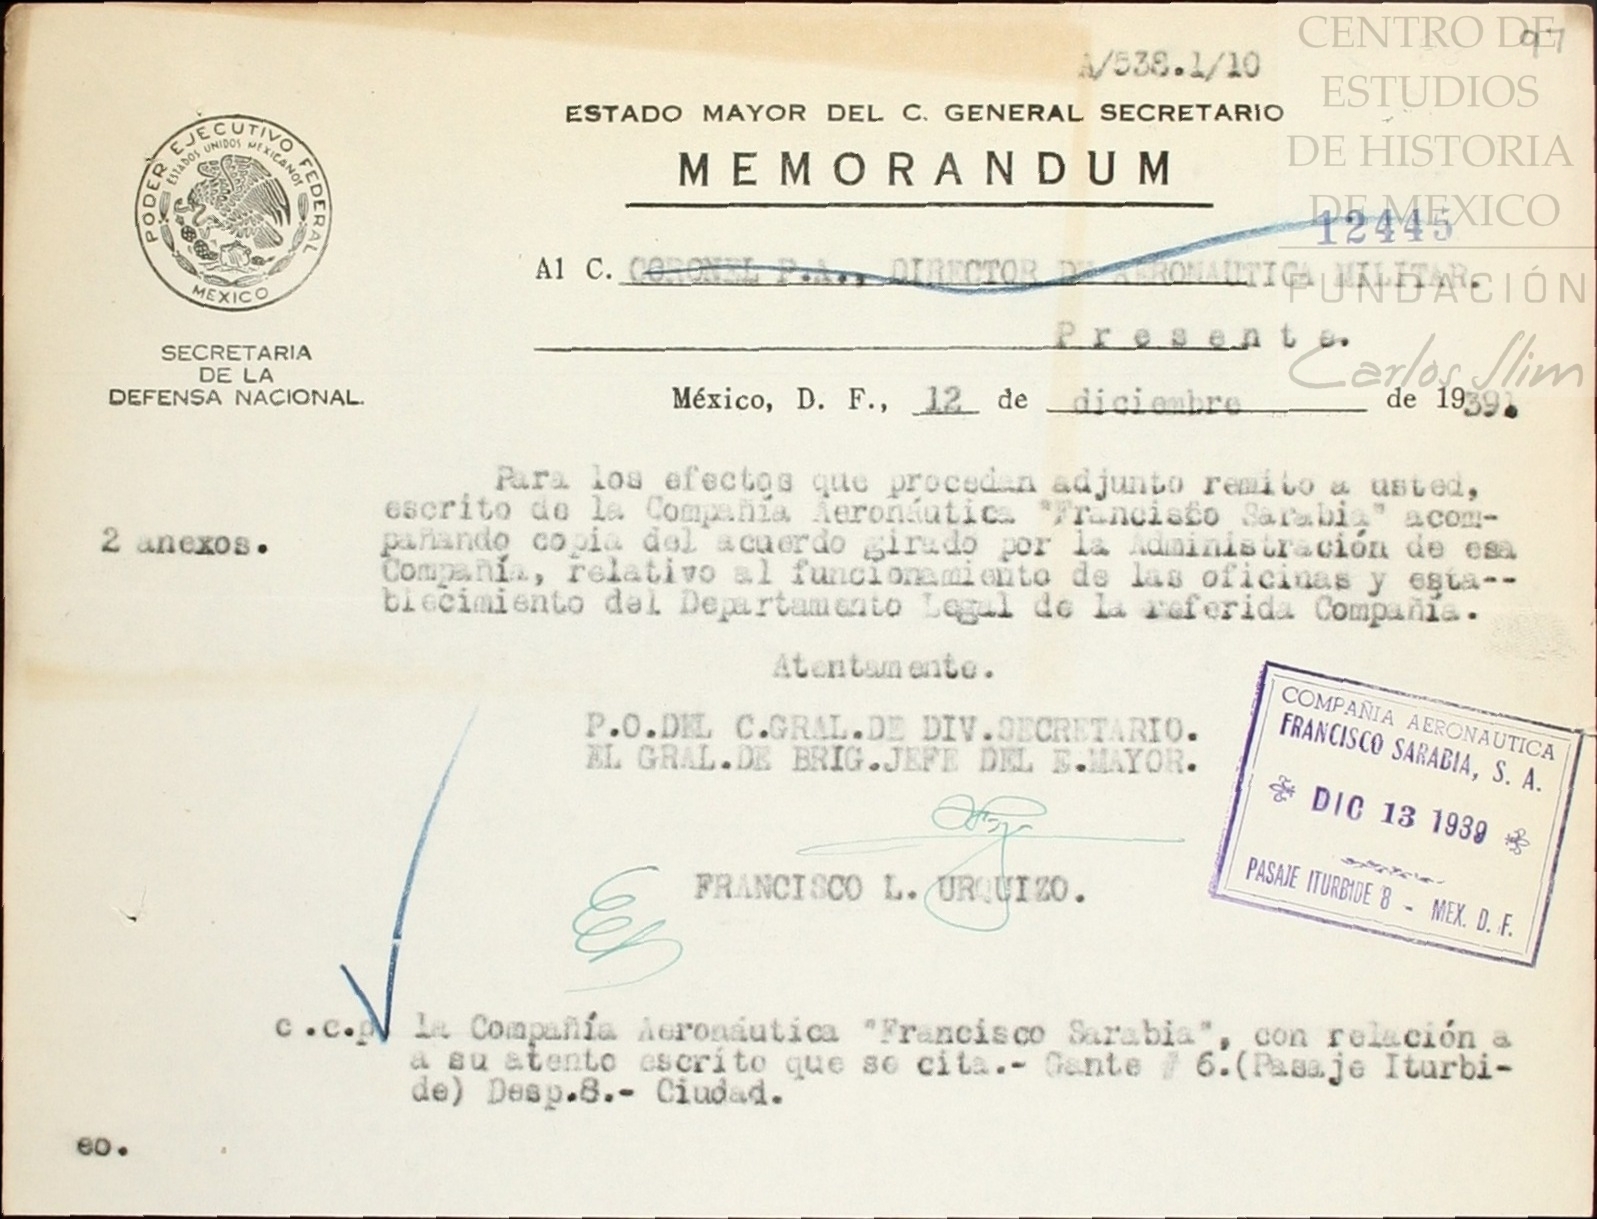 97
A/538.1/10
ESTADO MAYOR DEL C. GENERAL SECRETARIO
MEMORANDUM
12445
PODER EJECUTIVO FEDERAL
ESTADOS UNIDOS MEXICANOS
MEXICO
SECRETARIA
DE LA
DEFENSA NACIONAL.
Al C. CORONEL P.A., DIRECTOR DE AERONAUTICA MILITAR.
Presente.
México, D. F., 12 de diciembre de 1939.
Para los efectos que procedan adjunto remito a usted,
escrito de la Compañía Aeronáutica "Francisco Sarabia" acom-
2 anexos. pañando copia del acuerdo girado por la Administración de esa
Compañía, relativo al funcionamiento de las oficinas y esta--
blecimiento del Departamento Legal de la referida Compañía.
Atentamente.
P.O.DEL C.GRAL.DE DIV.SECRETARIO.
EL GRAL.DE BRIG.JEFE DEL E.MAYOR.
FRANCISCO L. URQUIZO.
COMPAÑIA AERONAUTICA
FRANCISCO SARABIA, S. A.
DIC 13 1939
PASAJE ITURBIDE 8 - MEX. D. F.
c.c.p. la Compañía Aeronáutica "Francisco Sarabia", con relación a
a su atento escrito que se cita.- Gante # 6.(Pasaje Iturbi-
de) Desp.8.- Ciudad.
eo.
CENTRO DE
ESTUDIOS
DE HISTORIA
DE MEXICO
FUNDACIÓN
Carlos Slim